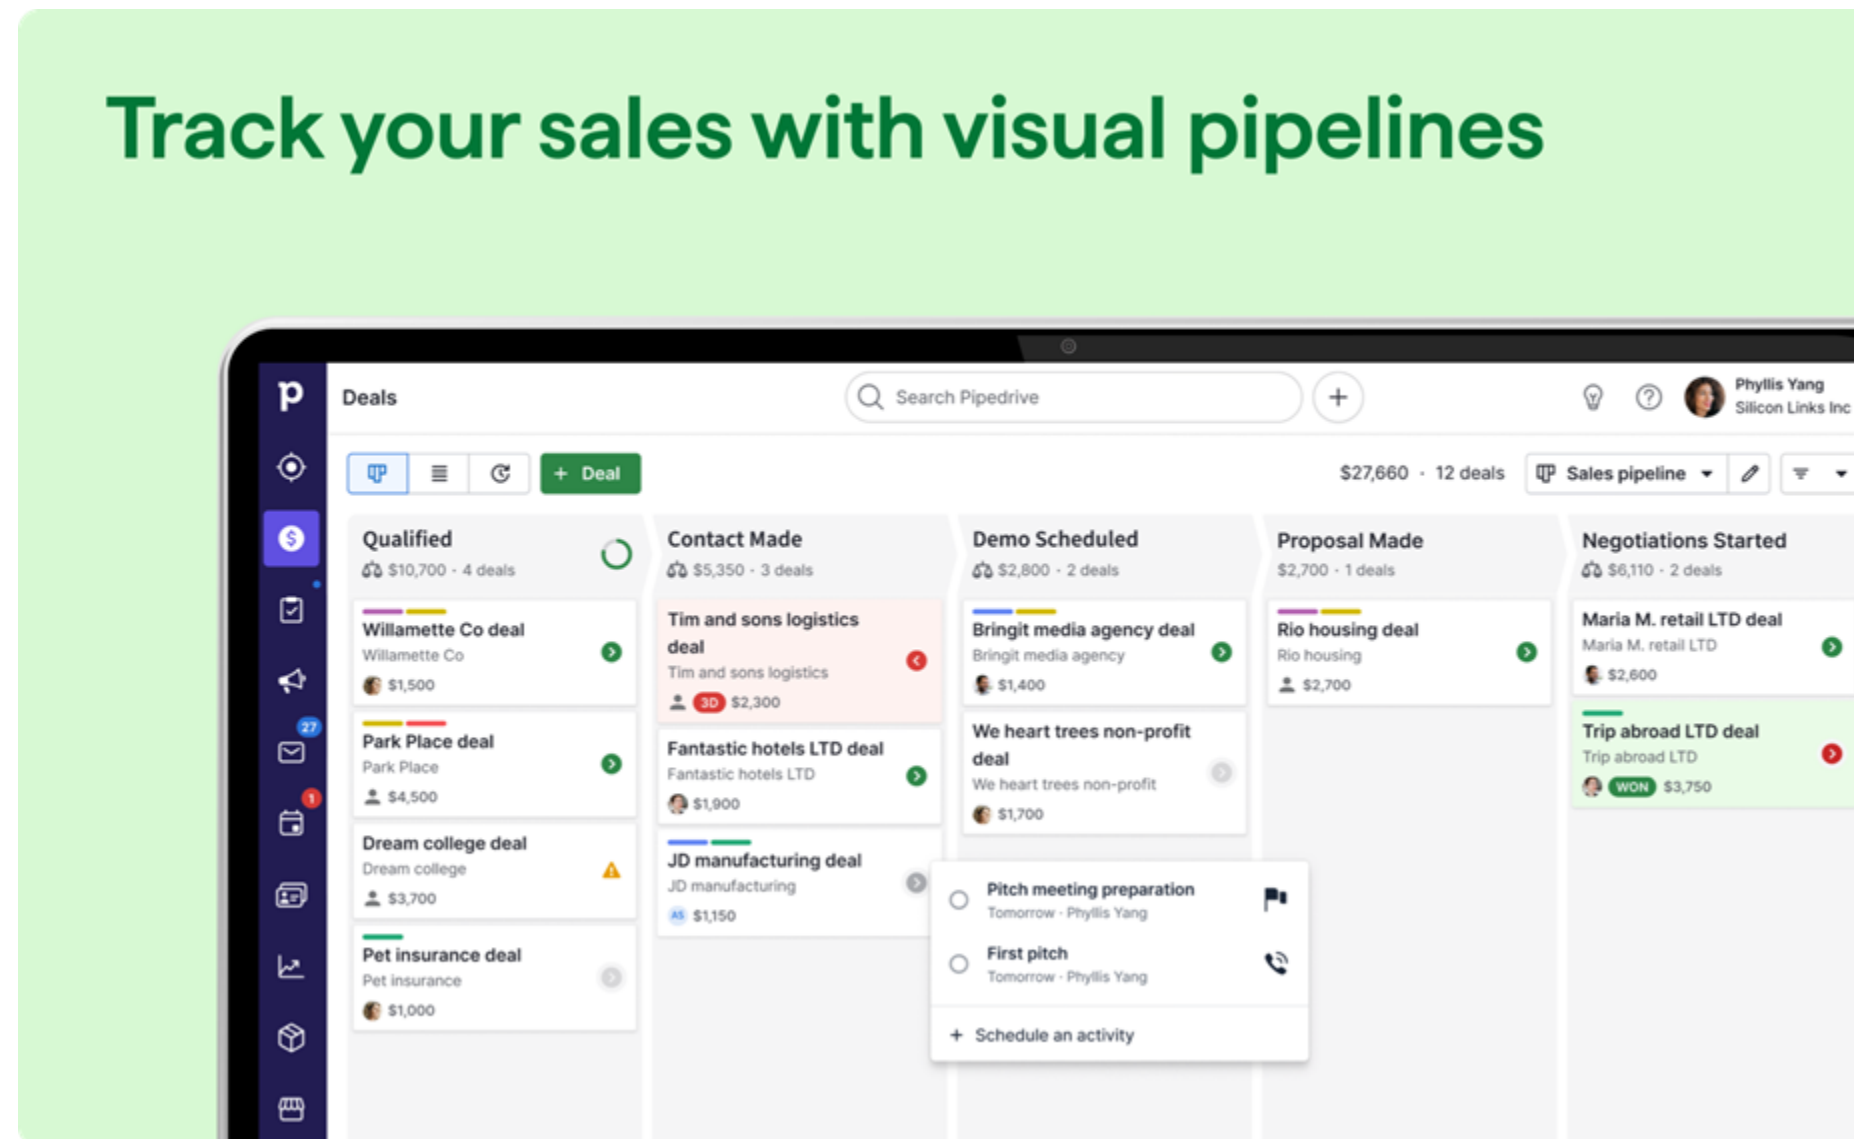 Track your sales with visual pipelines
p
Deals
Search Pipedrive
Phyllis Yang
Silicon Links Inc
+ Deal
$27,660 · 12 deals
Sales pipeline
Qualified
$10,700 · 4 deals
Willamette Co deal
Willamette Co
$1,500
Park Place deal
Park Place
$4,500
Dream college deal
Dream college
$3,700
Pet insurance deal
Pet insurance
$1,000
Contact Made
$5,350 · 3 deals
Tim and sons logistics
deal
Tim and sons logistics
3D $2,300
Fantastic hotels LTD deal
Fantastic hotels LTD
$1,900
JD manufacturing deal
JD manufacturing
AS $1,150
Demo Scheduled
$2,800 · 2 deals
Bringit media agency deal
Bringit media agency
$1,400
We heart trees non-profit
deal
We heart trees non-profit
$1,700
Proposal Made
$2,700 · 1 deals
Rio housing deal
Rio housing
$2,700
Negotiations Started
$6,110 · 2 deals
Maria M. retail LTD deal
Maria M. retail LTD
$2,600
Trip abroad LTD deal
Trip abroad LTD
WON $3,750
Pitch meeting preparation
Tomorrow · Phyllis Yang
First pitch
Tomorrow · Phyllis Yang
+ Schedule an activity
27
1